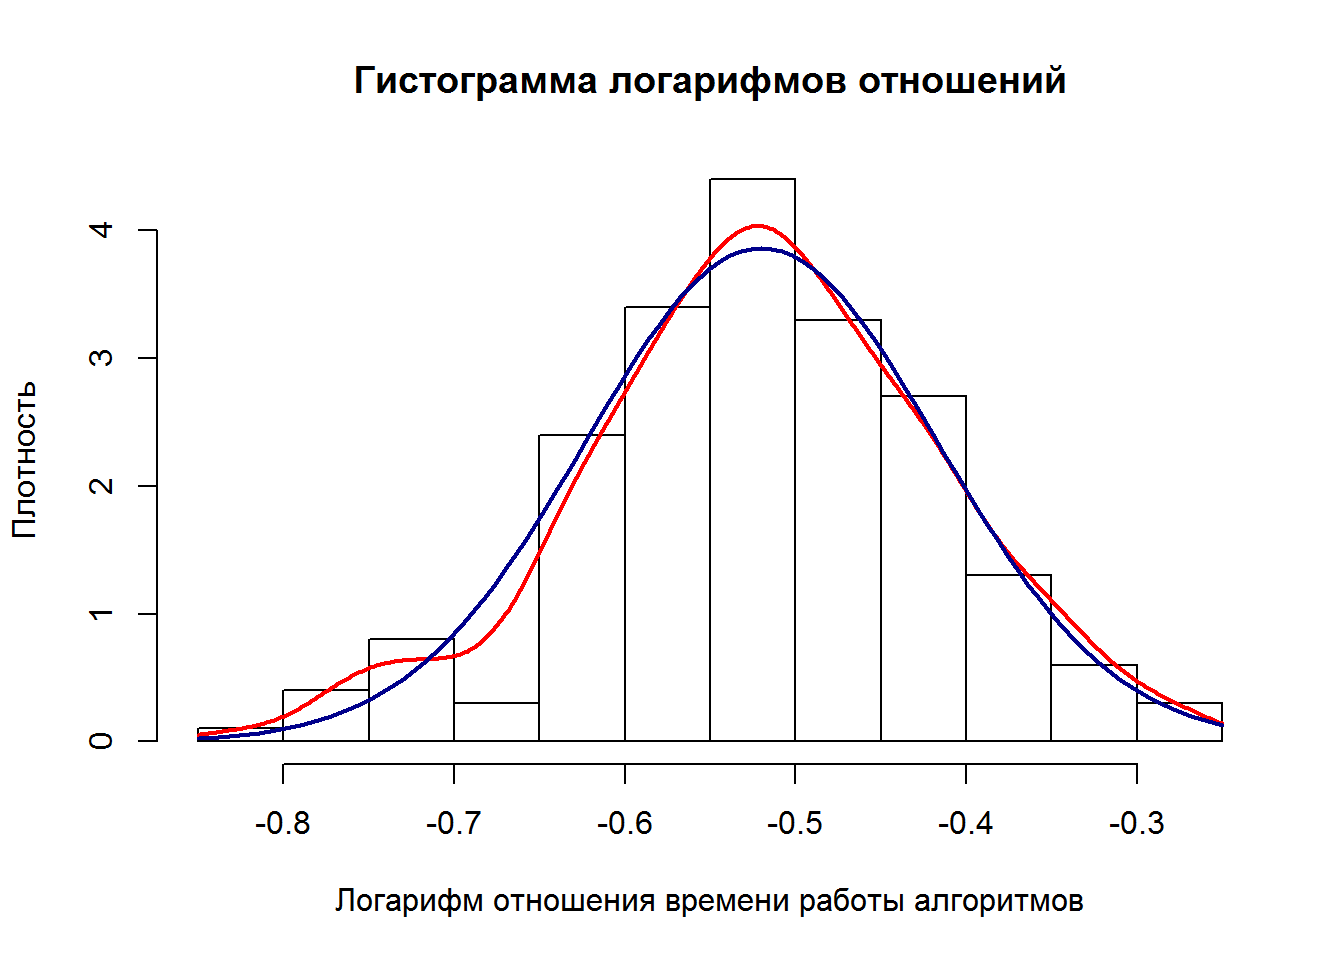 Гистограмма логарифмов отношений
Плотность
4
3
2
1
0
-0.8 -0.7 -0.6 -0.5 -0.4 -0.3
Логарифм отношения времени работы алгоритмов